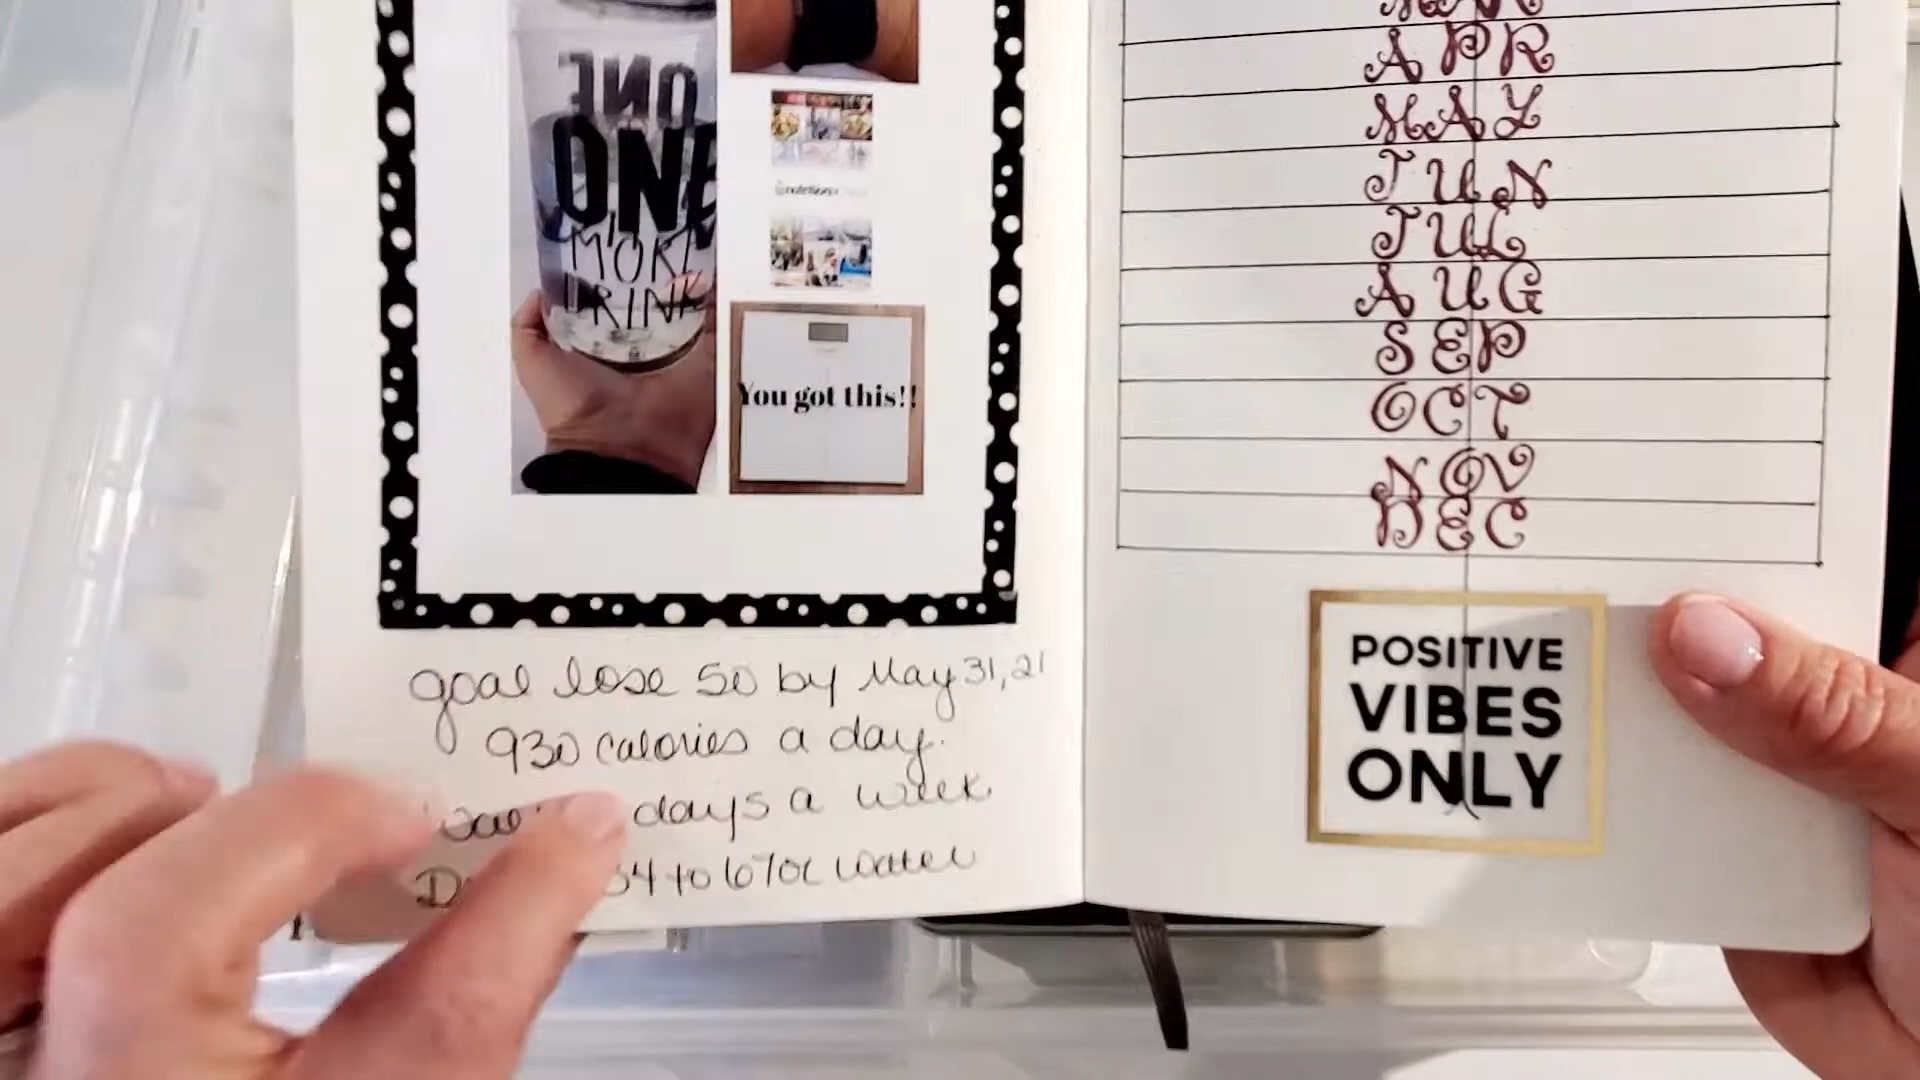 ONE
ONE
MORE
DRINK
You got this!!
goal lose 50 by May 31, 21
930 calories a day.
days a week
to 67oz water
APR
MAY
JUN
JUL
AUG
SEP
OCT
NOV
DEC
POSITIVE
VIBES
ONLY